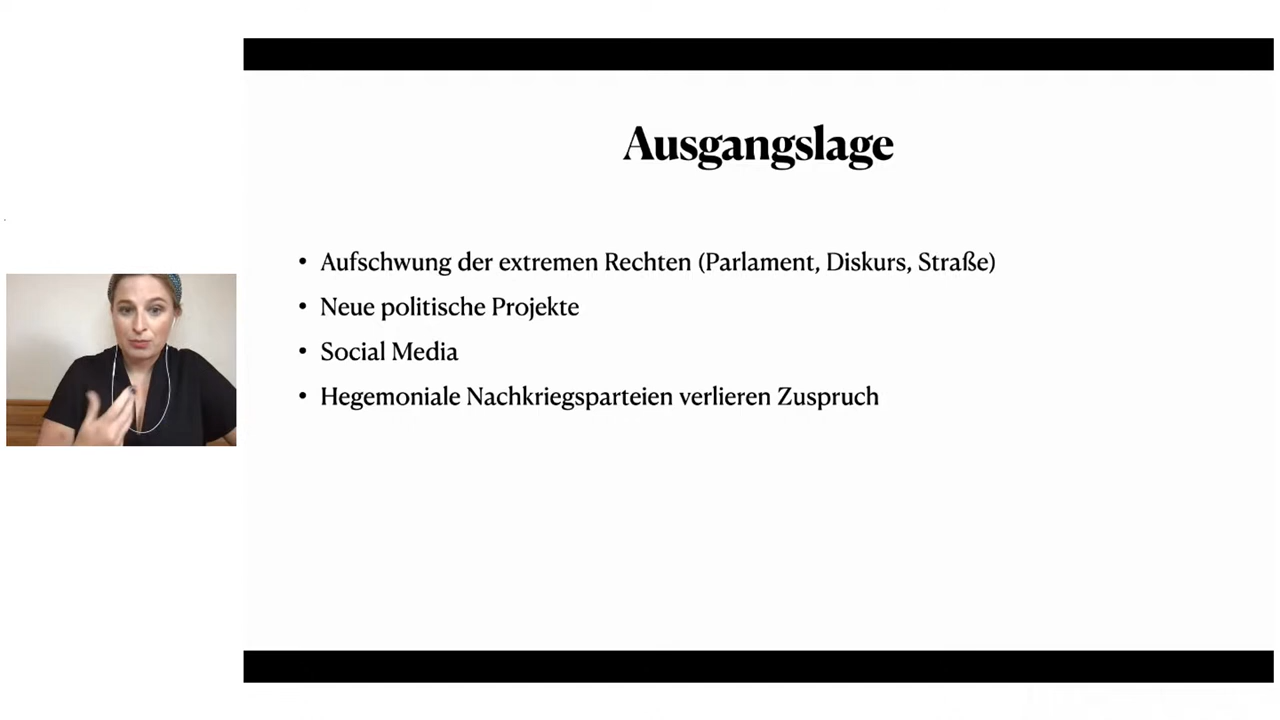 Ausgangslage
• Aufschwung der extremen Rechten (Parlament, Diskurs, Straße)
• Neue politische Projekte
• Social Media
• Hegemoniale Nachkriegsparteien verlieren Zuspruch